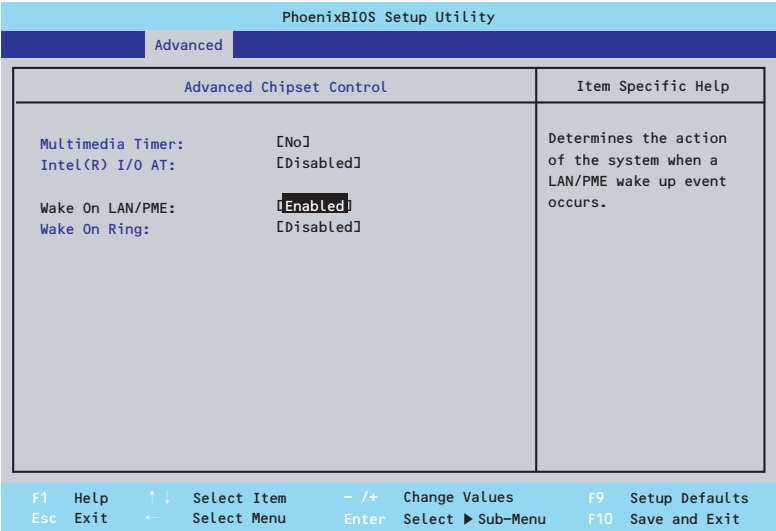 PhoenixBIOS Setup Utility
Advanced
Advanced Chipset Control
Item Specific Help
Multimedia Timer: [No]
Intel(R) I/O AT: [Disabled]
Wake On LAN/PME: [Enabled]
Wake On Ring: [Disabled]
Determines the action
of the system when a
LAN/PME wake up event
occurs.
F1 Help ↑↓ Select Item - /+ Change Values F9 Setup Defaults
Esc Exit ← Select Menu Enter Select ▶ Sub-Menu F10 Save and Exit